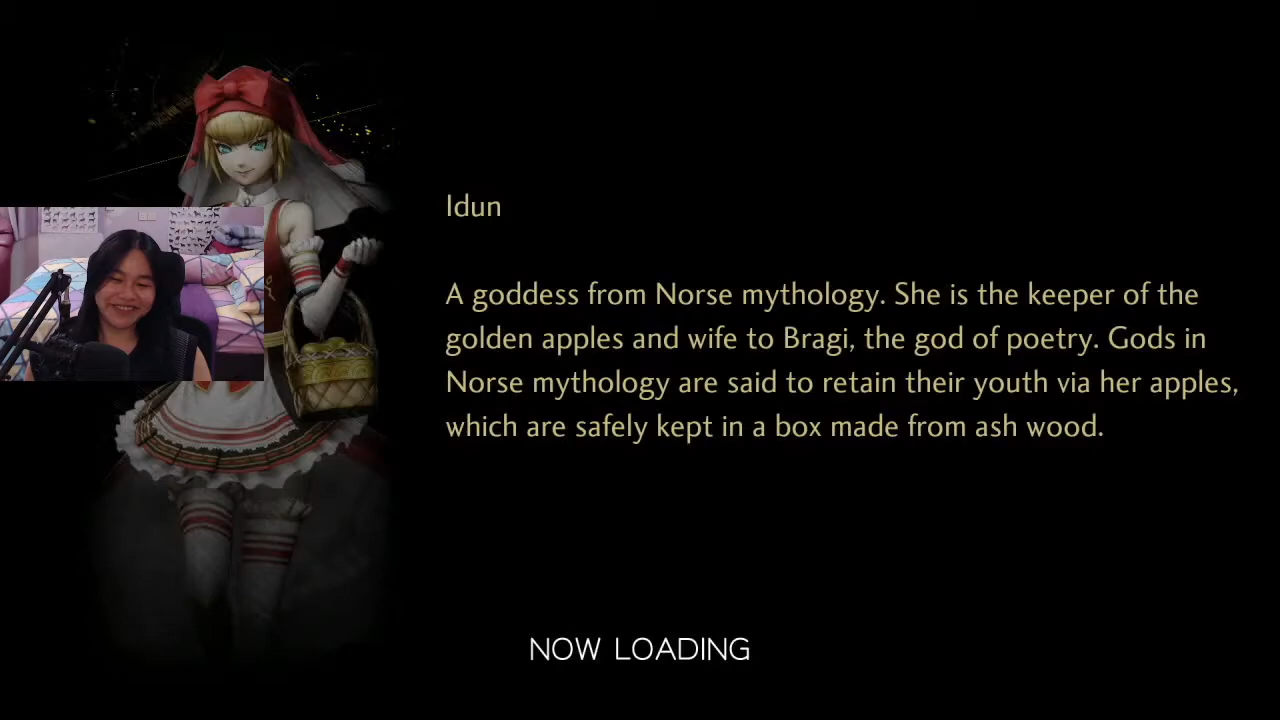 Idun
A goddess from Norse mythology. She is the keeper of the
golden apples and wife to Bragi, the god of poetry. Gods in
Norse mythology are said to retain their youth via her apples,
which are safely kept in a box made from ash wood.
NOW LOADING